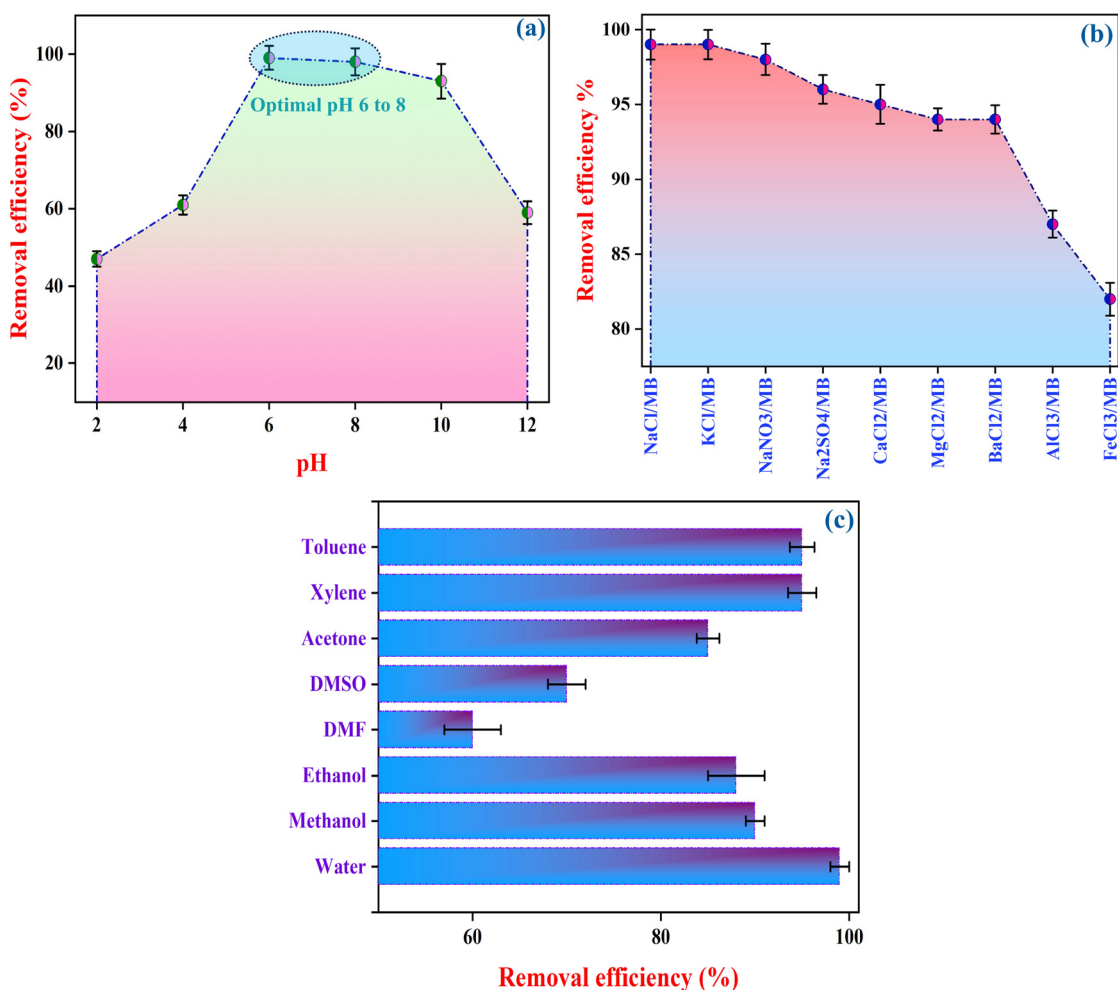 (a)
Removal efficiency (%)
100
80
60
40
20
Optimal pH 6 to 8
2 4 6 8 10 12
pH
(b)
Removal efficiency %
100
95
90
85
80
NaCl/MB
KCl/MB
NaNO3/MB
Na2SO4/MB
CaCl2/MB
MgCl2/MB
BaCl2/MB
AlCl3/MB
FeCl3/MB
(c)
Toluene
Xylene
Acetone
DMSO
DMF
Ethanol
Methanol
Water
60 80 100
Removal efficiency (%)